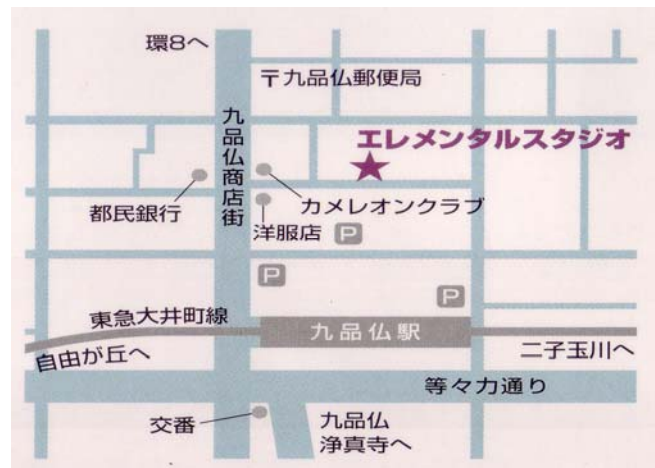 環8へ
〒九品仏郵便局
九品仏商店街
エレメンタルスタジオ
都民銀行
カメレオンクラブ
洋服店
P
P
P
東急大井町線
九品仏駅
自由が丘へ
二子玉川へ
等々力通り
交番
九品仏
浄真寺へ